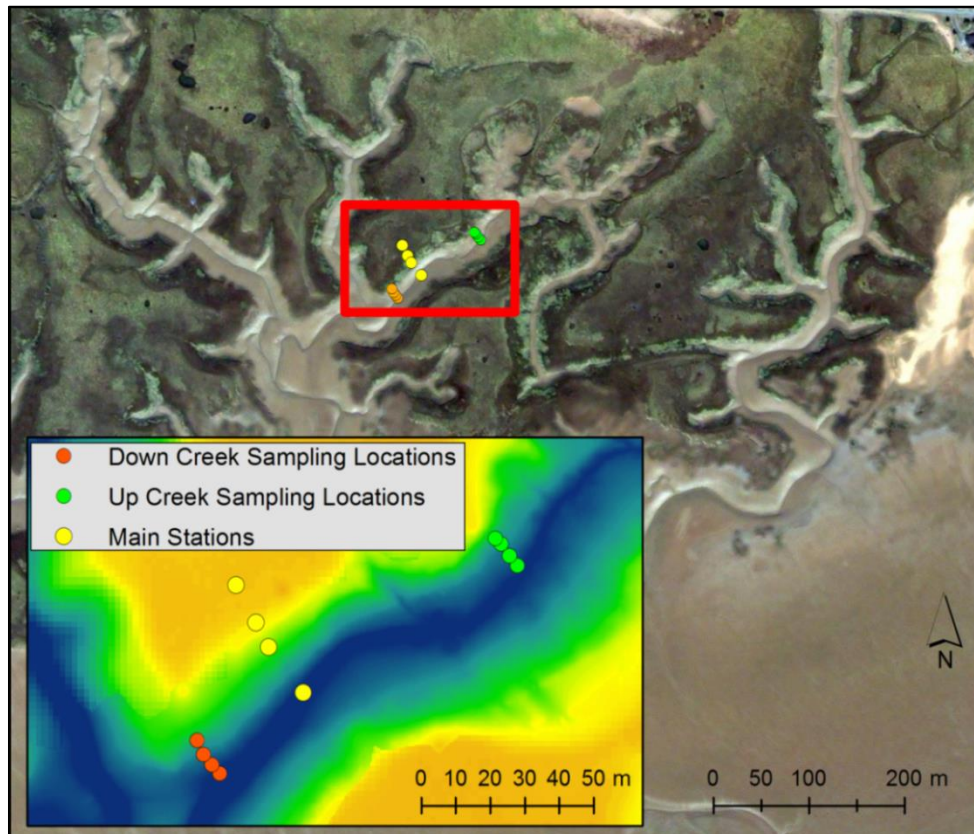 Down Creek Sampling Locations
Up Creek Sampling Locations
Main Stations
N
0 10 20 30 40 50 m
0 50 100 200 m